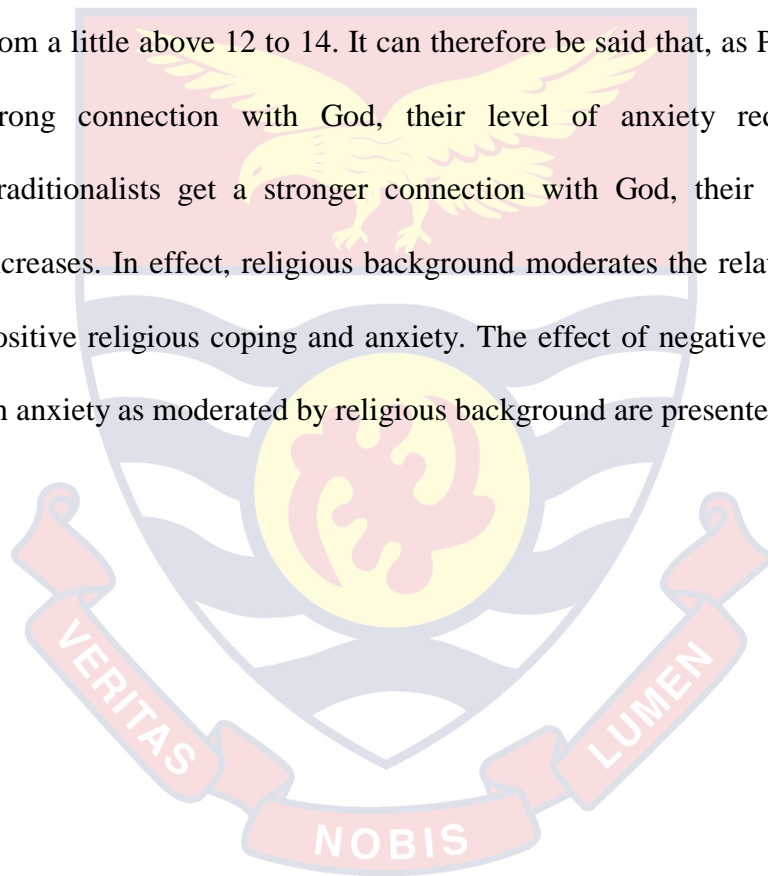 om a little above 12 to 14. It can therefore be said that, as P
rong connection with God, their level of anxiety rec
raditionalists get a stronger connection with God, their
creases. In effect, religious background moderates the rela
ositive religious coping and anxiety. The effect of negative
n anxiety as moderated by religious background are presente
VERITAS
NOBIS
LUMEN